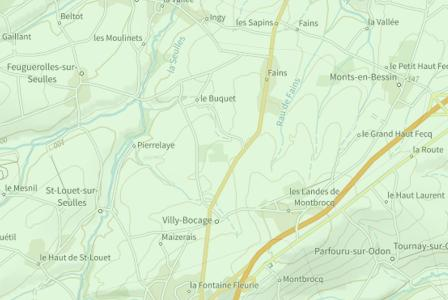 la Vallée
Beltot
Ingy
les Sapins
Fains
la Vallée
Gaillant
les Moulinets
la Seulles
Feuguerolles-sur-
Seulles
Fains
le Petit Haut Fecq
Monts-en-Bessin
147
le Buquet
Rau de Fains
le Grand Haut Fecq
Pierrelaye
la Route
le Mesnil
St-Louet-sur-
Seulles
les Landes de
Montbrocq
le Haut Laurent
Villy-Bocage
Maizerais
Tournay-sur-O
Parfouru-sur-Odon
le Haut de St-Louet
la Fontaine Fleurie
Montbrocq